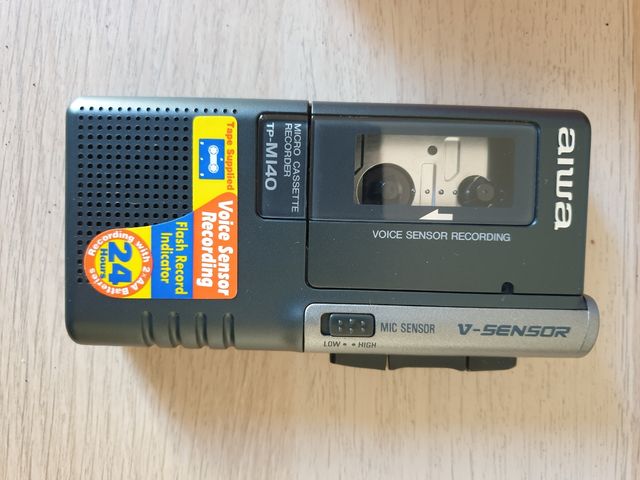 aiwa
MICRO CASSETTE
RECORDER
TP-M140
VOICE SENSOR RECORDING
Tape Supplied
Voice Sensor
Recording
Flash Record
Indicator
Recording with 2-AA Batteries
24
Hours
MIC SENSOR
LOW • • HIGH
V-SENSOR